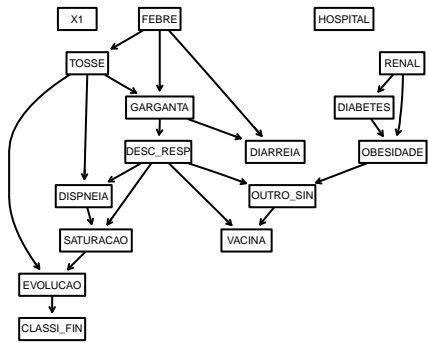 X1
FEBRE
HOSPITAL
TOSSE
RENAL
GARGANTA
DIABETES
DESC_RESP
DIARREIA
OBESIDADE
DISPNEIA
OUTRO_SIN
SATURACAO
VACINA
EVOLUCAO
CLASSI_FIN